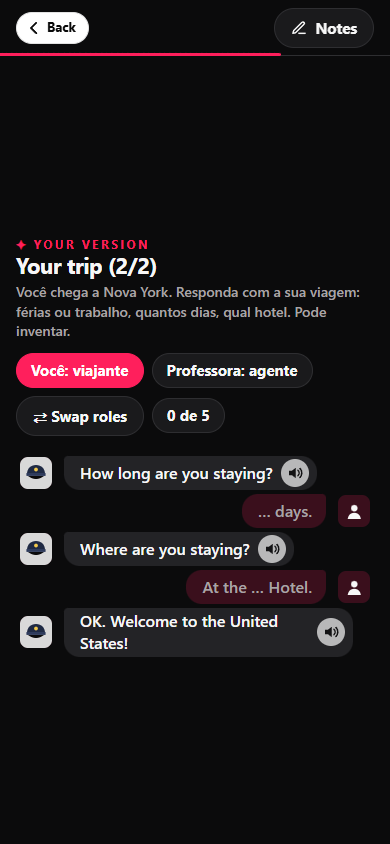 Back
Notes
YOUR VERSION
Your trip (2/2)
Você chega a Nova York. Responda com a sua viagem:
férias ou trabalho, quantos dias, qual hotel. Pode
inventar.
Você: viajante
Professora: agente
Swap roles
0 de 5
How long are you staying?
... days.
Where are you staying?
At the ... Hotel.
OK. Welcome to the United
States!